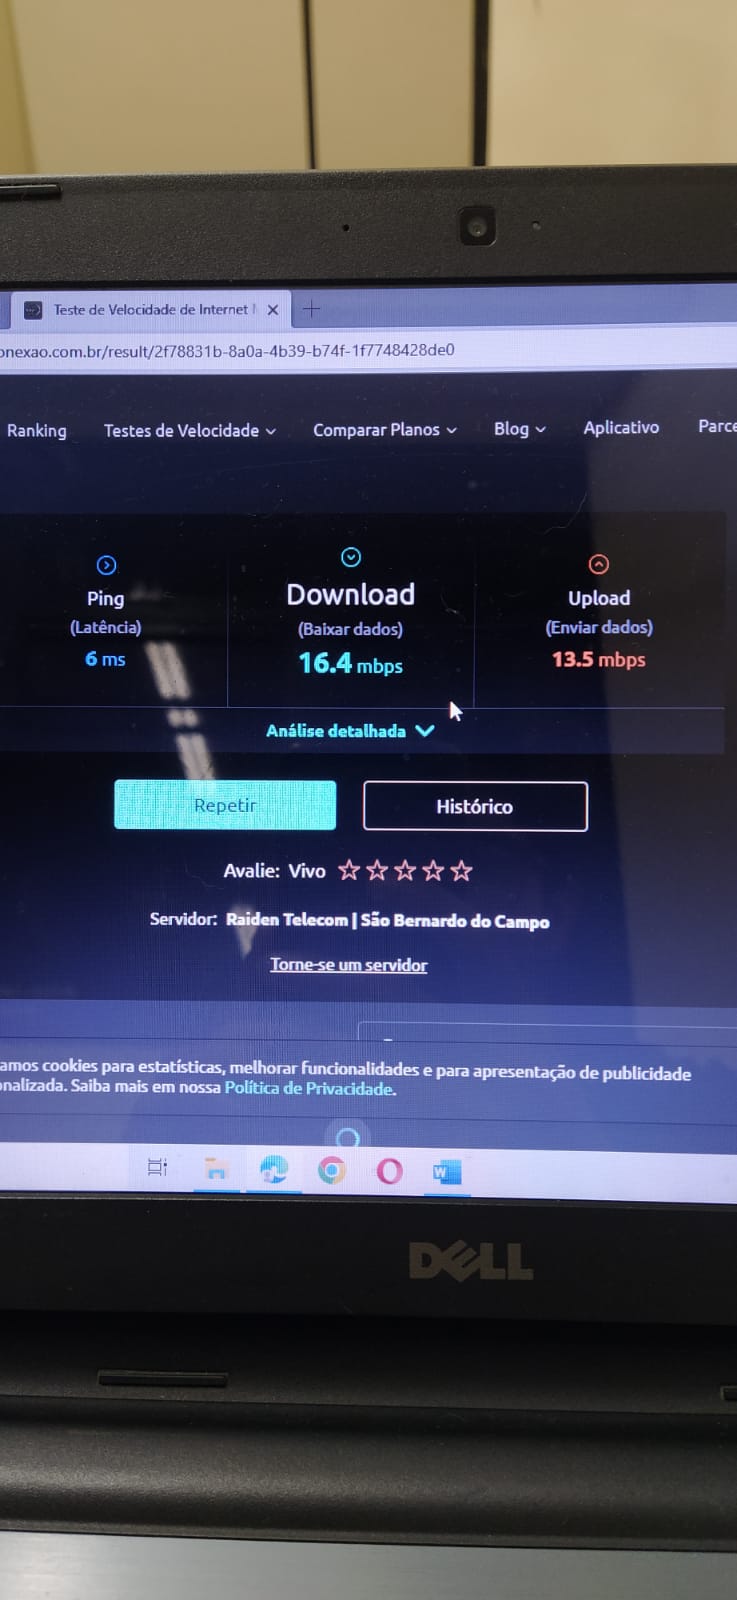 Teste de Velocidade de Internet
onexao.com.br/result/2f78831b-8a0a-4b39-b74f-1f7748428de0
Ranking Testes de Velocidade Comparar Planos Blog Aplicativo Parce
Ping Download Upload
(Latência) (Baixar dados) (Enviar dados)
6 ms 16.4 mbps 13.5 mbps
Análise detalhada
Repetir Histórico
Avalie: Vivo
Servidor: Raiden Telecom | São Bernardo do Campo
Torne-se um servidor
amos cookies para estatísticas, melhorar funcionalidades e para apresentação de publicidade
onalizada. Saiba mais em nossa Política de Privacidade.
W
DELL